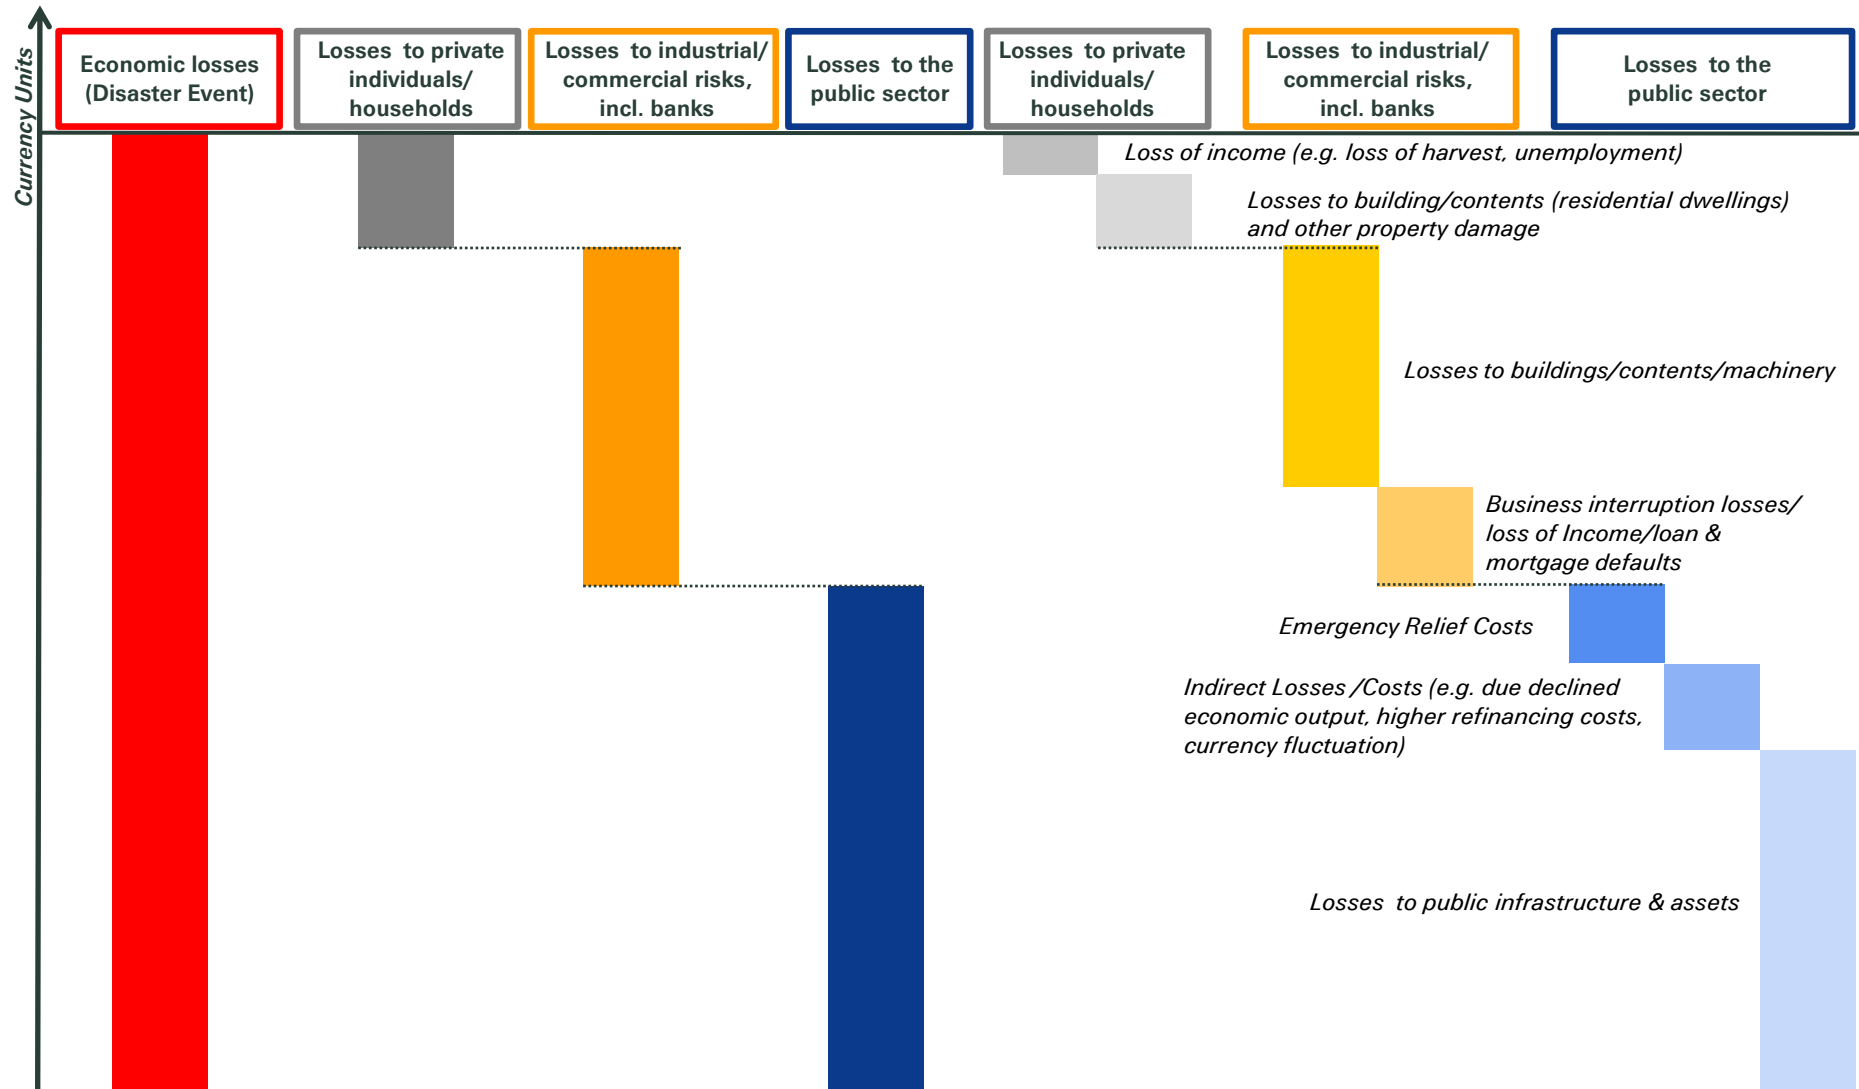 Currency Units
Economic losses
(Disaster Event)
Losses to private
individuals/
households
Losses to industrial/
commercial risks,
incl. banks
Losses to the
public sector
Losses to private
individuals/
households
Losses to industrial/
commercial risks,
incl. banks
Losses to the
public sector
Loss of income (e.g. loss of harvest, unemployment)
Losses to building/contents (residential dwellings)
and other property damage
Losses to buildings/contents/machinery
Business interruption losses/
loss of Income/loan &
mortgage defaults
Emergency Relief Costs
Indirect Losses /Costs (e.g. due declined
economic output, higher refinancing costs,
currency fluctuation)
Losses to public infrastructure & assets